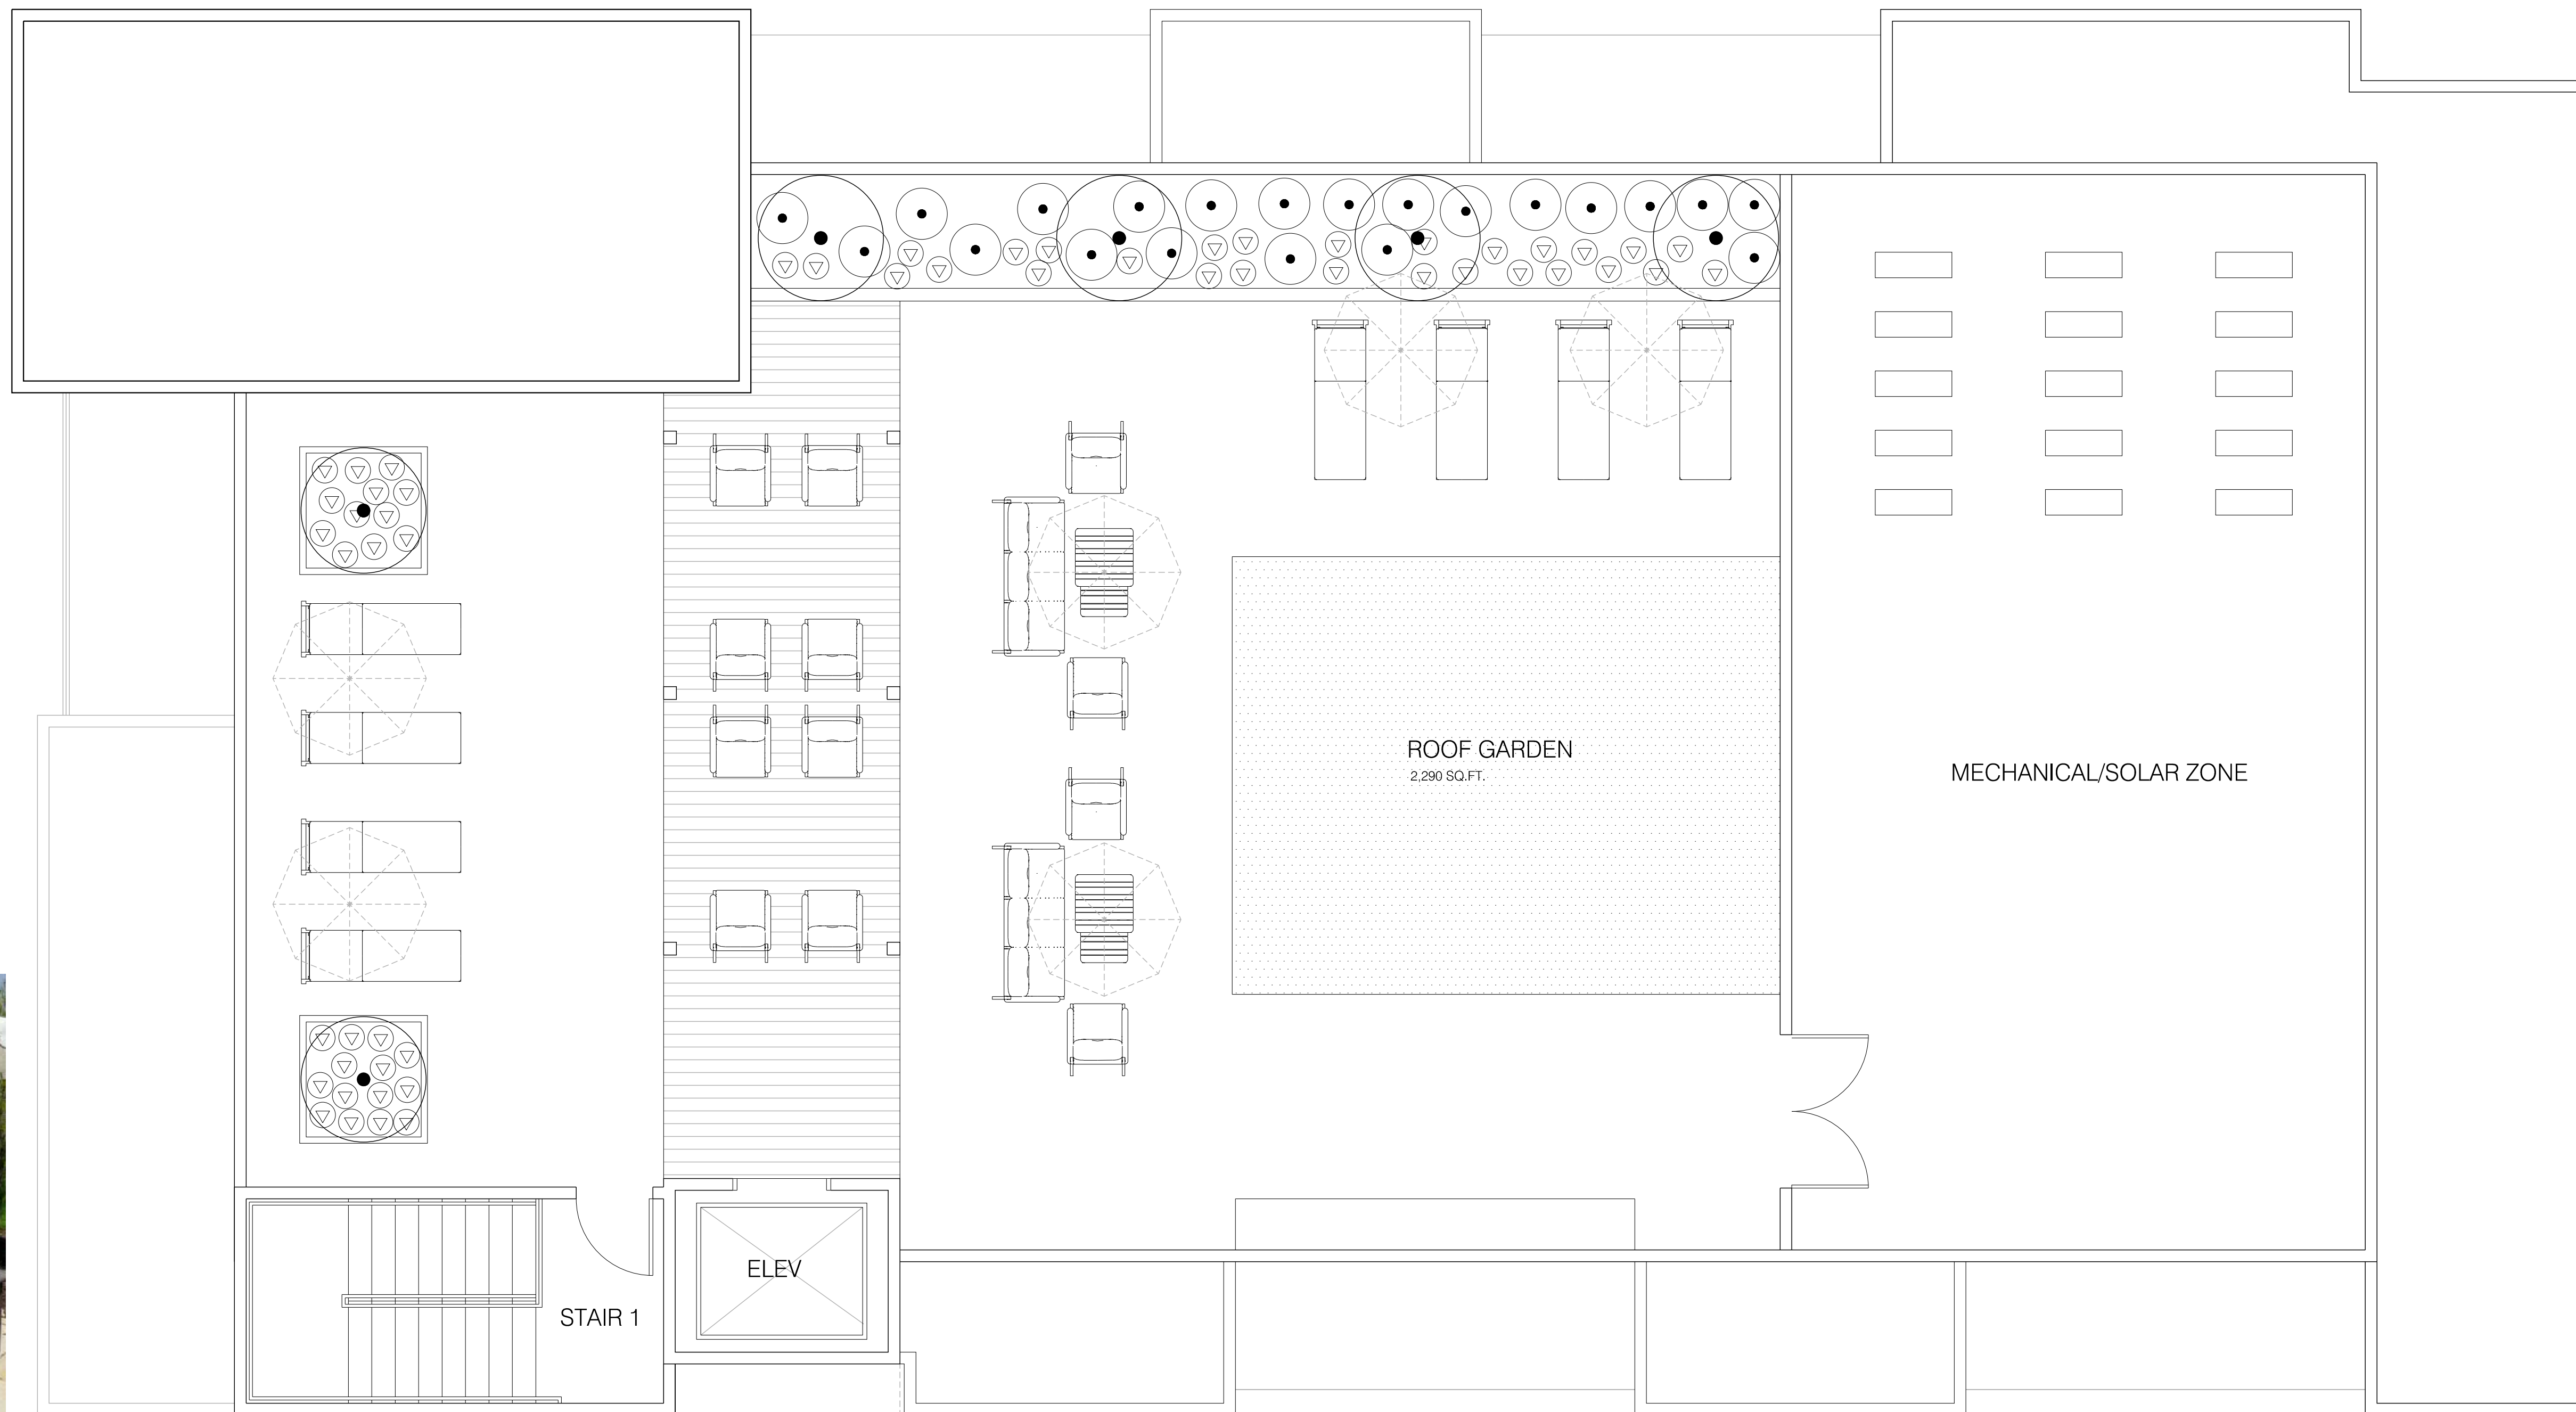 ROOF GARDEN
2,290 SQ.FT.
MECHANICAL/SOLAR ZONE
ELEV
STAIR 1